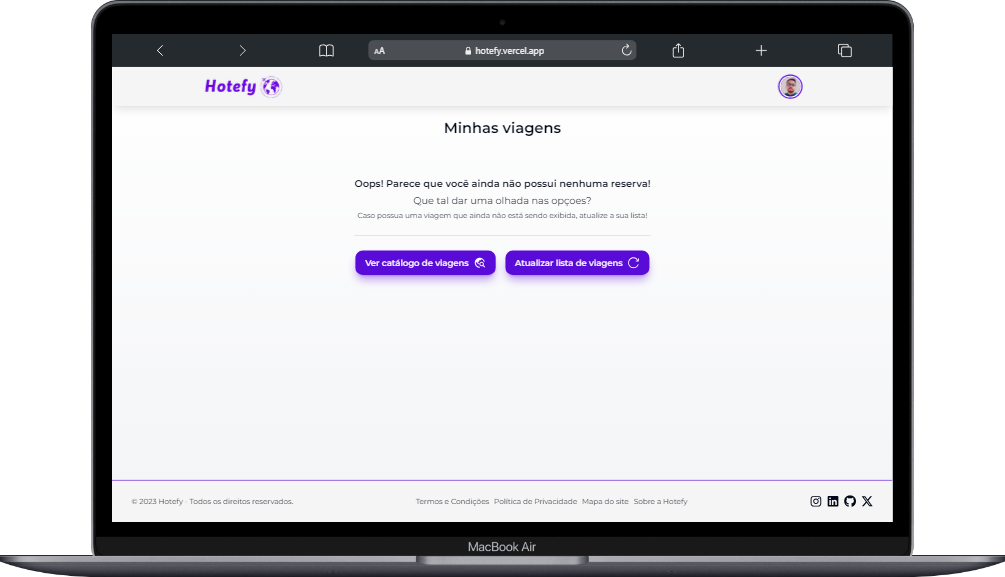 AA
hotefy.vercel.app
Hotefy
Minhas viagens
Oops! Parece que você ainda não possui nenhuma reserva!
Que tal dar uma olhada nas opçoes?
Caso possua uma viagem que ainda não está sendo exibida, atualize a sua lista!
Ver catálogo de viagens
Atualizar lista de viagens
© 2023 Hotefy · Todos os direitos reservados.
Termos e Condições Política de Privacidade Mapa do site Sobre a Hotefy
MacBook Air